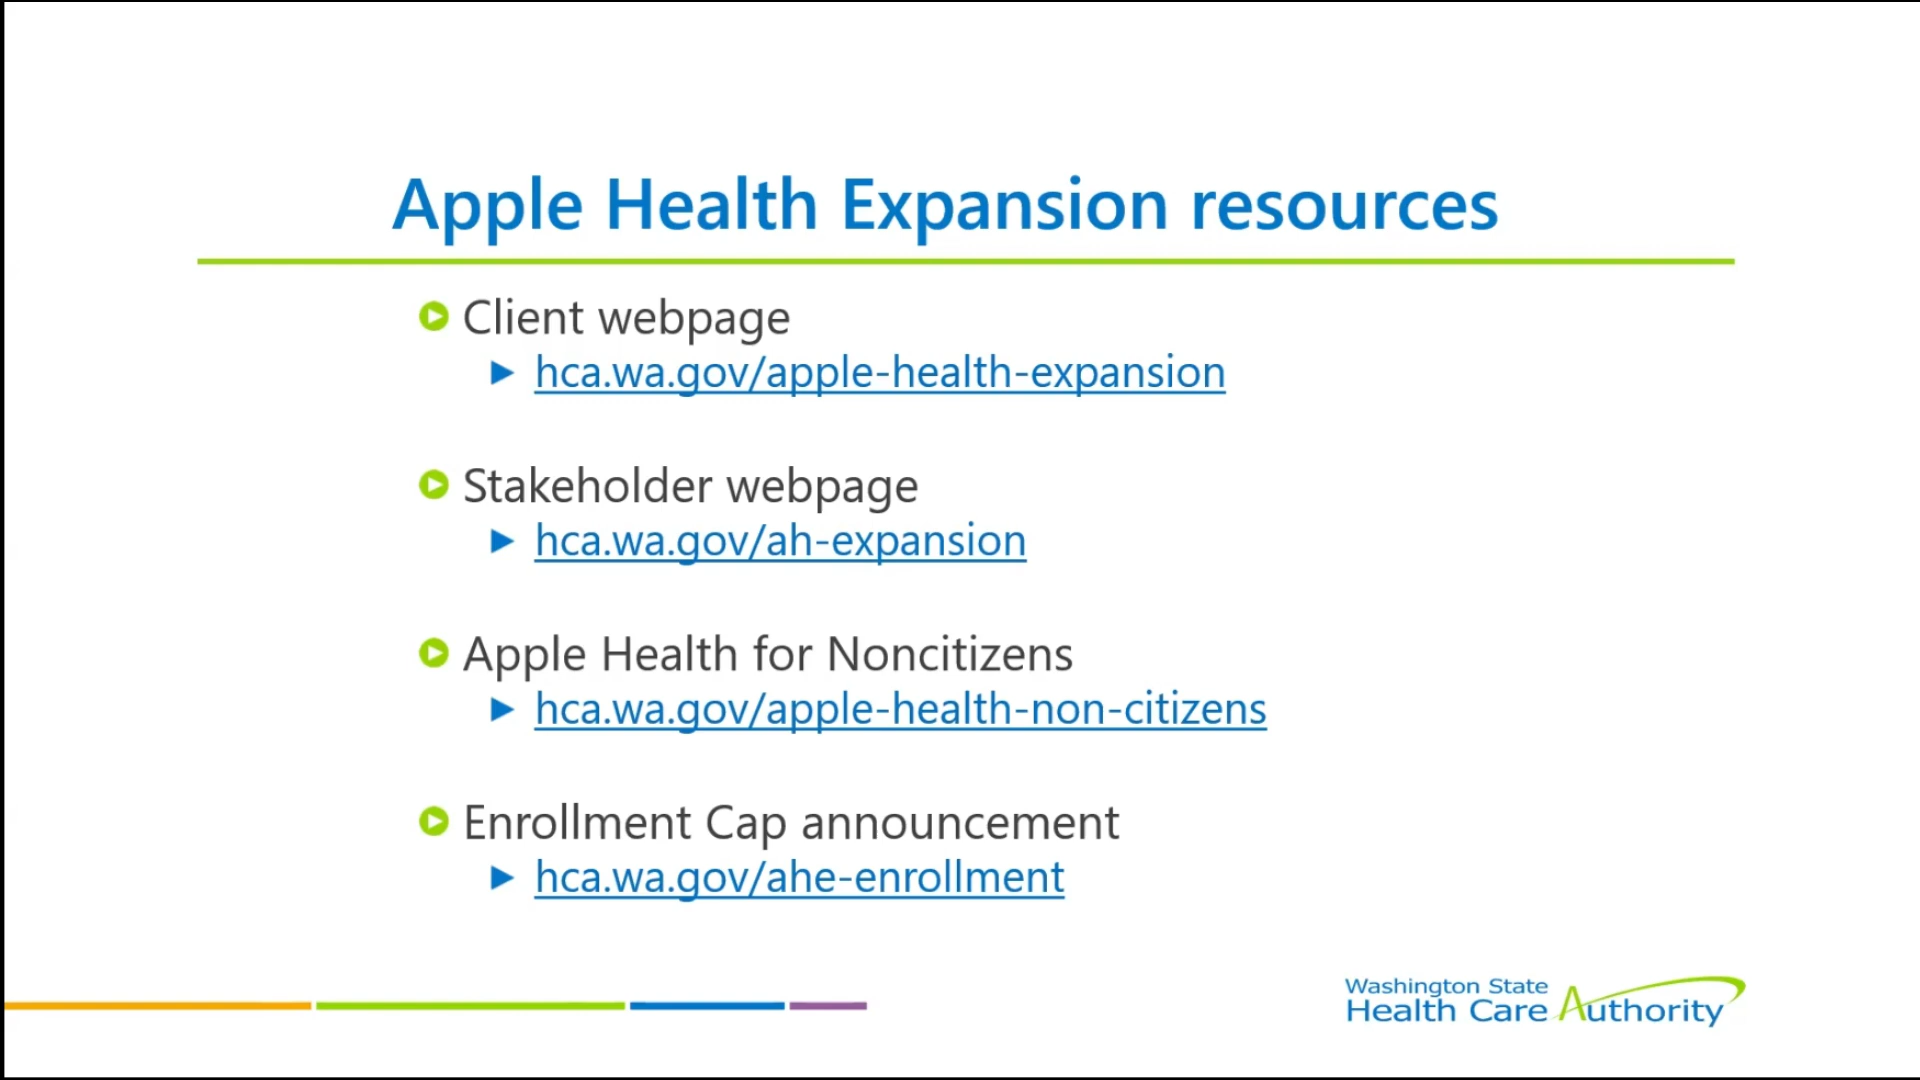 Apple Health Expansion resources
Client webpage
hca.wa.gov/apple-health-expansion
Stakeholder webpage
hca.wa.gov/ah-expansion
Apple Health for Noncitizens
hca.wa.gov/apple-health-non-citizens
Enrollment Cap announcement
hca.wa.gov/ahe-enrollment
Washington State
Health Care Authority